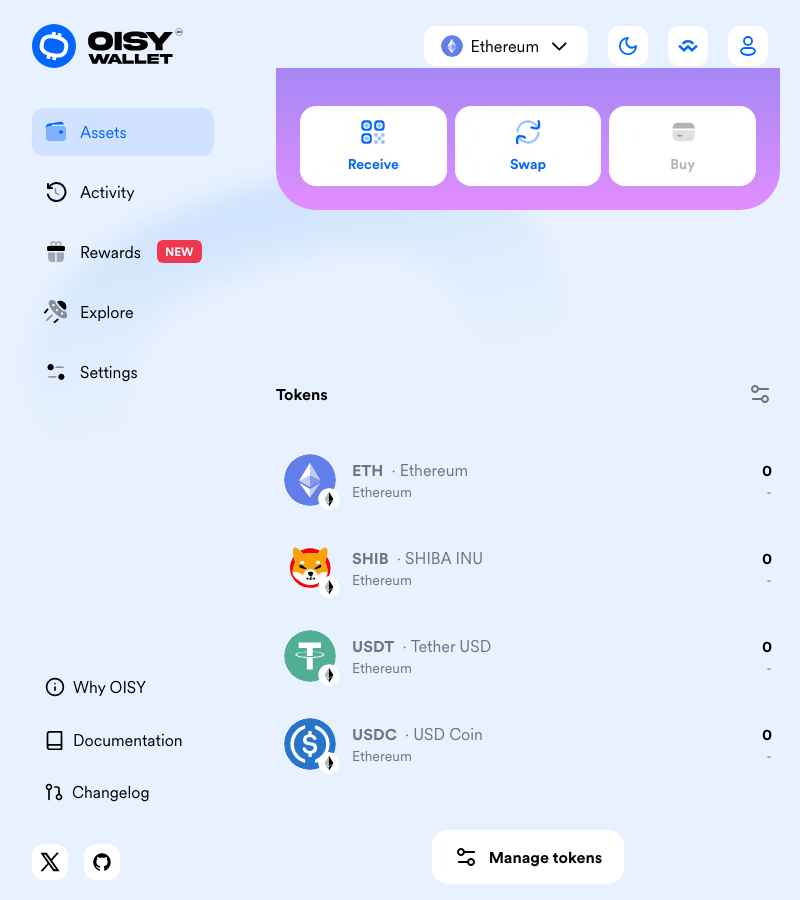 OISY
WALLET
Ethereum
Assets
Activity
Rewards NEW
Explore
Settings
Why OISY
Documentation
Changelog
Receive
Swap
Buy
Tokens
ETH · Ethereum 0
Ethereum -
SHIB · SHIBA INU 0
Ethereum -
USDT · Tether USD 0
Ethereum -
USDC · USD Coin 0
Ethereum -
Manage tokens